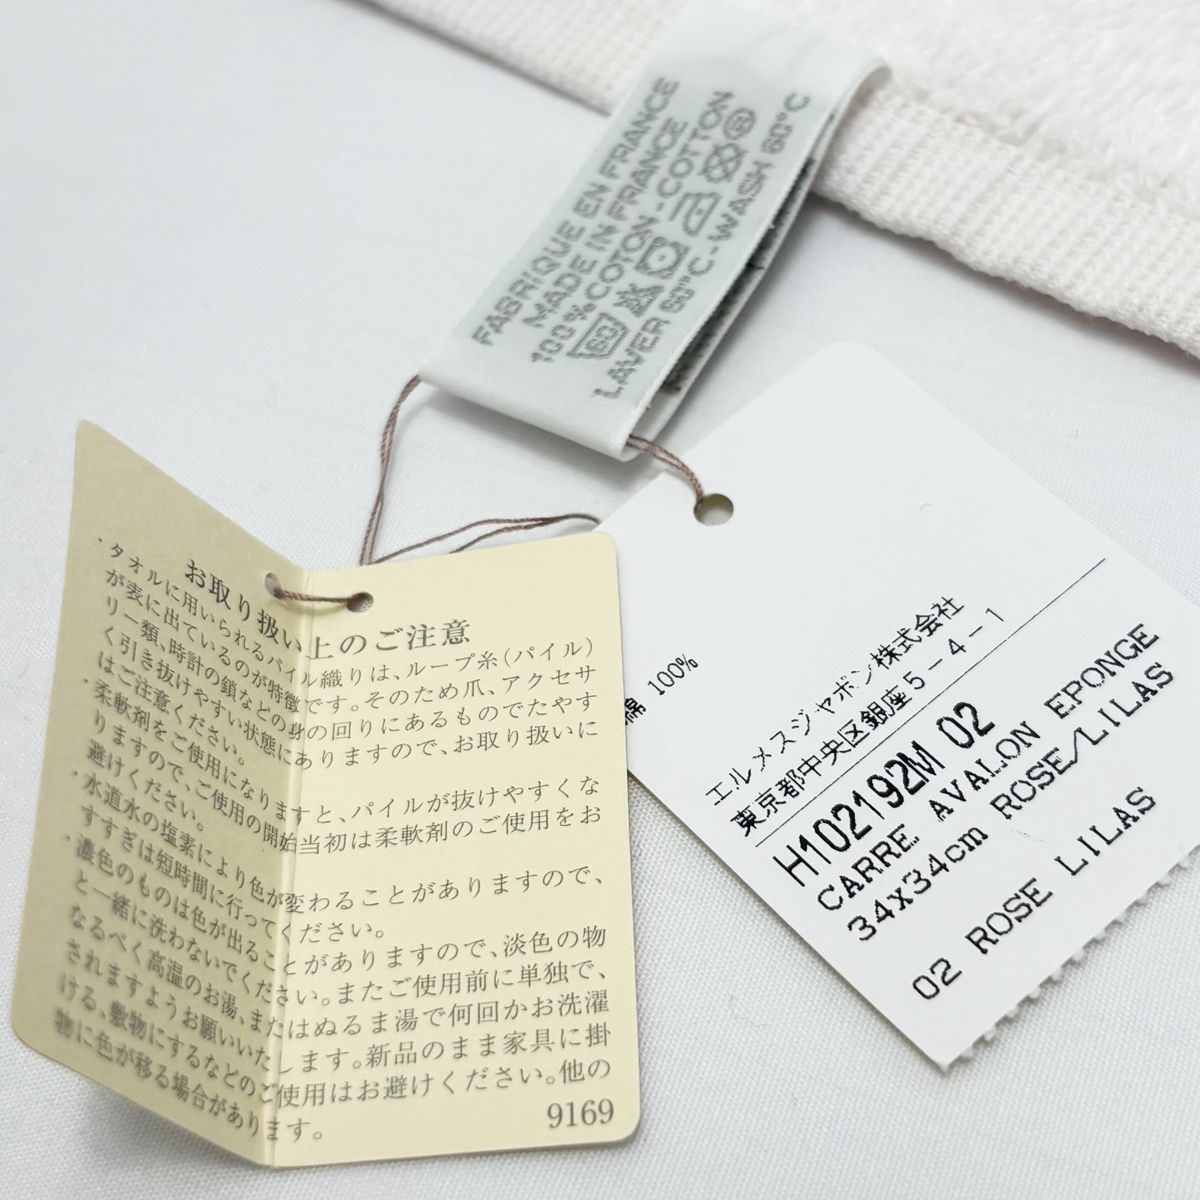 FABRIQUE EN FRANCE
MADE IN FRANCE
100%COTON-COTTON
60
LAVER 60°C-WASH 60°C
お取り扱い上のご注意
・タオルに用いられるパイル織りは、ループ糸(パイル)
が表に出ているのが特徴です。そのため爪、アクセサ
リー類、時計の鎖などの身の回りにあるものでたやす
く引き抜けやすい状態にありますので、お取り扱いに
はご注意ください。
・柔軟剤をご使用になりますと、パイルが抜けやすくな
りますので、ご使用の開始当初は柔軟剤のご使用をお
避けください。
・水道水の塩素により色が変わることがありますので、
すすぎは短時間に行ってください。
・濃色のものは色が出ることがありますので、淡色の物
と一緒に洗わないでください。またご使用前に単独で、
なるべく高温のお湯、またはぬるま湯で何回かお洗濯
されますようお願いいたします。新品のまま家具に掛
ける、敷物にするなどのご使用はお避けください。他の
物に色が移る場合があります。
9169
綿 100%
エルメスジャポン株式会社
東京都中央区銀座5-4-1
H102192M 02
CARRE AVALON EPONGE
34x34cm ROSE/LILAS
02 ROSE LILAS